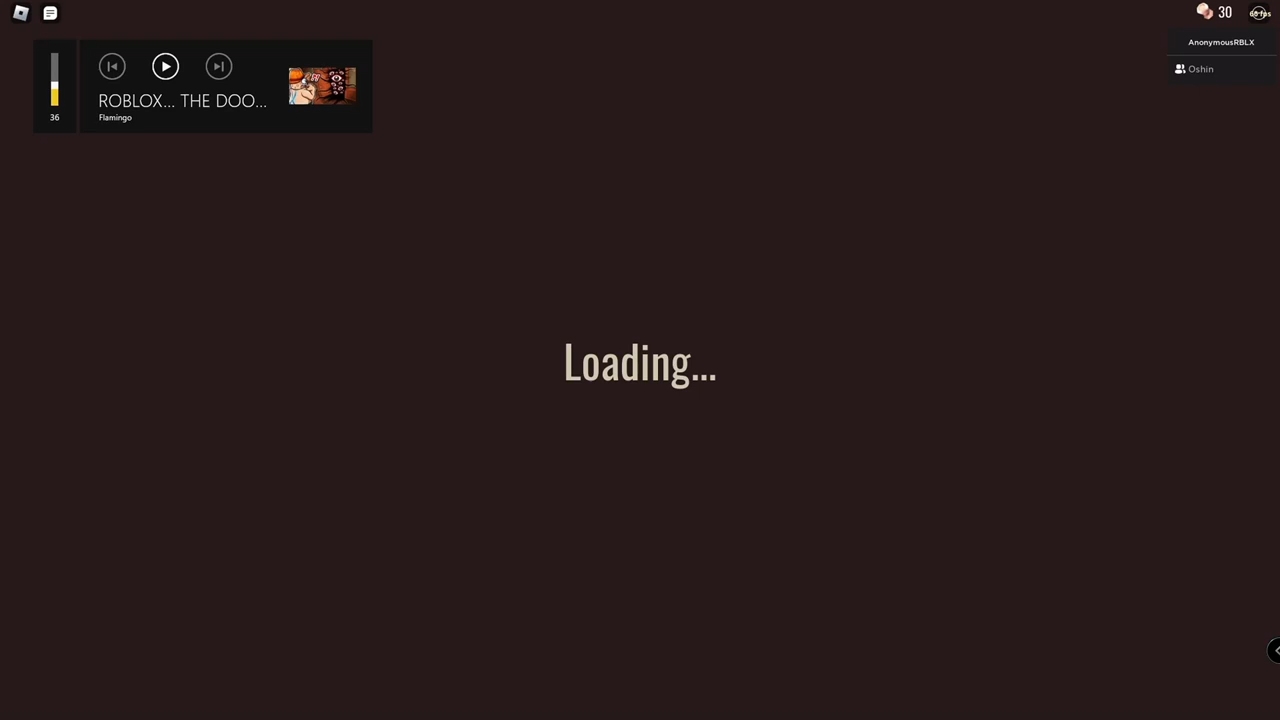 30
AnonymousRBLX
Oshin
ROBLOX... THE DOO...
Flamingo
36
Loading...